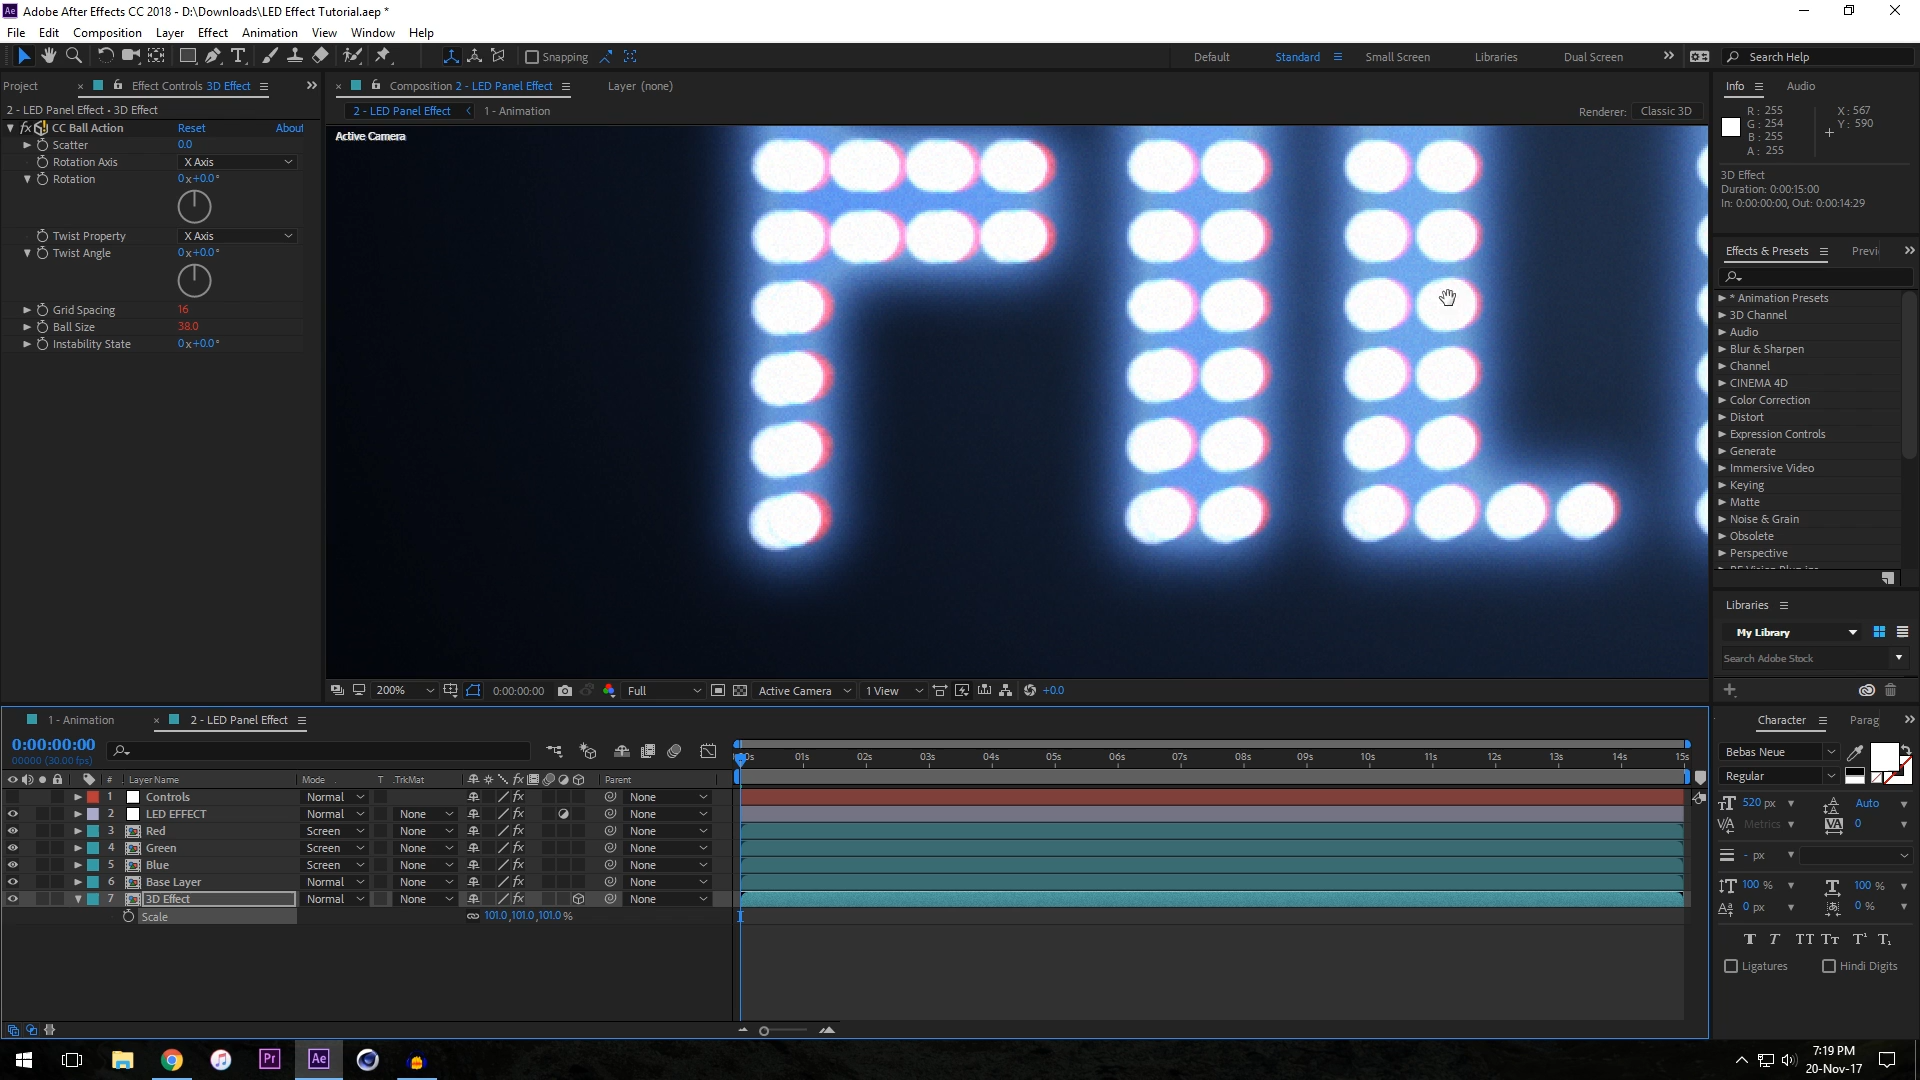 Adobe After Effects CC 2018 - D:\Downloads\LED Effect Tutorial.aep *
File Edit Composition Layer Effect Animation View Window Help
Snapping
Default Standard Small Screen Libraries Dual Screen
Search Help
Project
Effect Controls 3D Effect
2 - LED Panel Effect • 3D Effect
fx CC Ball Action Reset About
Scatter 0.0
Rotation Axis X Axis
Rotation 0x+0.0°
Twist Property X Axis
Twist Angle 0x+0.0°
Grid Spacing 16
Ball Size 38.0
Instability State 0x+0.0°
Composition 2 - LED Panel Effect
Layer (none)
2 - LED Panel Effect
1 - Animation
Renderer: Classic 3D
Active Camera
200%
0:00:00:00
Full
Active Camera
1 View
+0.0
Info Audio
R: 255
G: 254
B: 255
A: 255
X: 567
Y: 590
3D Effect
Duration: 0:00:15:00
In: 0:00:00:00, Out: 0:00:14:29
Effects & Presets
* Animation Presets
3D Channel
Audio
Blur & Sharpen
Channel
CINEMA 4D
Color Correction
Distort
Expression Controls
Generate
Immersive Video
Keying
Matte
Noise & Grain
Obsolete
Perspective
Libraries
My Library
Search Adobe Stock
1 - Animation
2 - LED Panel Effect
0:00:00:00
00000 (30.00 fps)
# Layer Name Mode T .TrkMat Parent
01s 02s 03s 04s 05s 06s 07s 08s 09s 10s 11s 12s 13s 14s 15s
1 Controls Normal None
2 LED EFFECT Normal None None
3 Red Screen None None
4 Green Screen None None
5 Blue Screen None None
6 Base Layer Normal None None
7 3D Effect Normal None None
Scale 101.0,101.0,101.0%
Character
Bebas Neue
Regular
520 px Auto
Metrics 0
- px
100 % 100 %
0 px 0 %
Ligatures Hindi Digits
Pr
Ae
7:19 PM
20-Nov-17